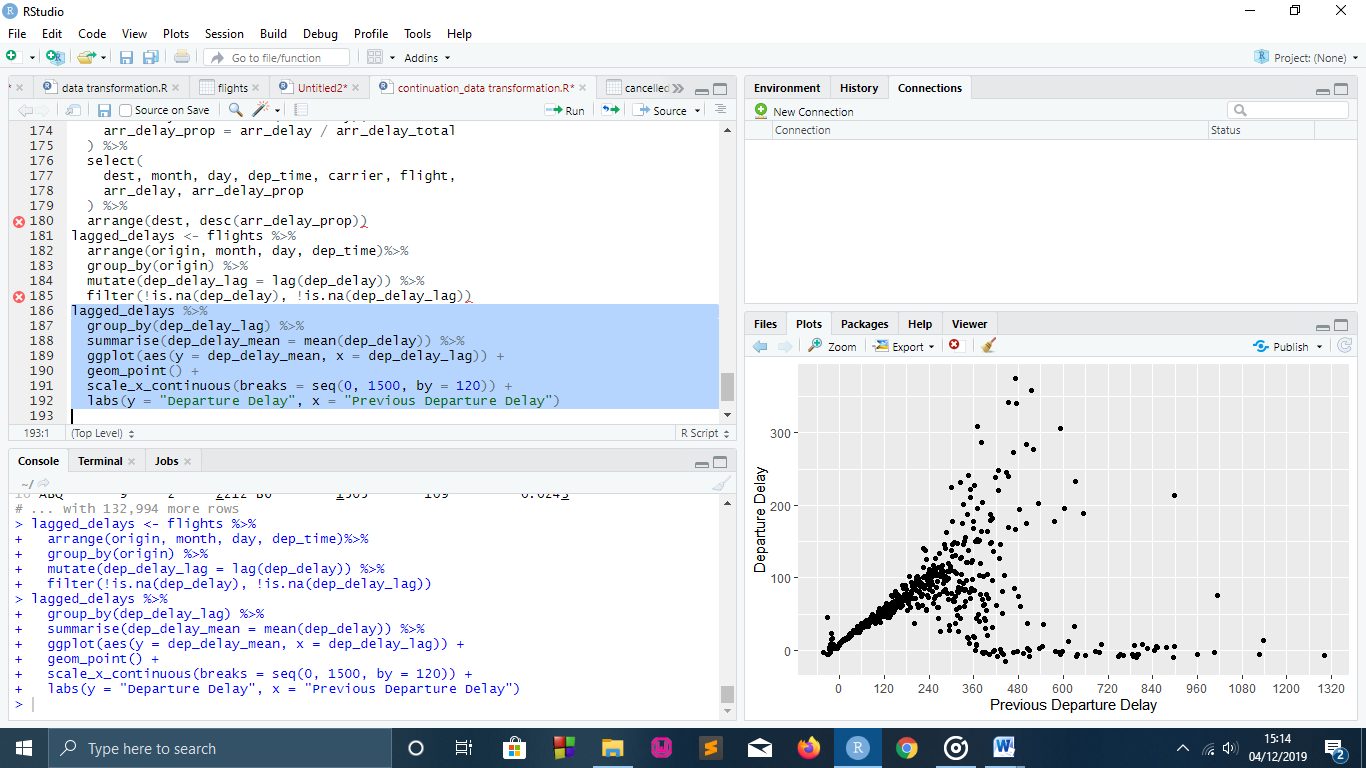 RStudio
File Edit Code View Plots Session Build Debug Profile Tools Help
Go to file/function Addins Project: (None)
data transformation.R flights Untitled2* continuation_data transformation.R* cancelled
Source on Save Run Source
174 arr_delay_prop = arr_delay / arr_delay_total
175 ) %>%
176 select(
177 dest, month, day, dep_time, carrier, flight,
178 arr_delay, arr_delay_prop
179 ) %>%
180 arrange(dest, desc(arr_delay_prop))
181 lagged_delays <- flights %>%
182 arrange(origin, month, day, dep_time)%>%
183 group_by(origin) %>%
184 mutate(dep_delay_lag = lag(dep_delay)) %>%
185 filter(!is.na(dep_delay), !is.na(dep_delay_lag))
186 lagged_delays %>%
187 group_by(dep_delay_lag) %>%
188 summarise(dep_delay_mean = mean(dep_delay)) %>%
189 ggplot(aes(y = dep_delay_mean, x = dep_delay_lag)) +
190 geom_point() +
191 scale_x_continuous(breaks = seq(0, 1500, by = 120)) +
192 labs(y = "Departure Delay", x = "Previous Departure Delay")
193
193:1 (Top Level) R Script
Console Terminal Jobs
~/
# ... with 132,994 more rows
> lagged_delays <- flights %>%
+ arrange(origin, month, day, dep_time)%>%
+ group_by(origin) %>%
+ mutate(dep_delay_lag = lag(dep_delay)) %>%
+ filter(!is.na(dep_delay), !is.na(dep_delay_lag))
> lagged_delays %>%
+ group_by(dep_delay_lag) %>%
+ summarise(dep_delay_mean = mean(dep_delay)) %>%
+ ggplot(aes(y = dep_delay_mean, x = dep_delay_lag)) +
+ geom_point() +
+ scale_x_continuous(breaks = seq(0, 1500, by = 120)) +
+ labs(y = "Departure Delay", x = "Previous Departure Delay")
>
Environment History Connections
New Connection
Connection Status
Files Plots Packages Help Viewer
Zoom Export Publish
Departure Delay
300
200
100
0
0 120 240 360 480 600 720 840 960 1080 1200 1320
Previous Departure Delay
Type here to search
15:14
04/12/2019
2